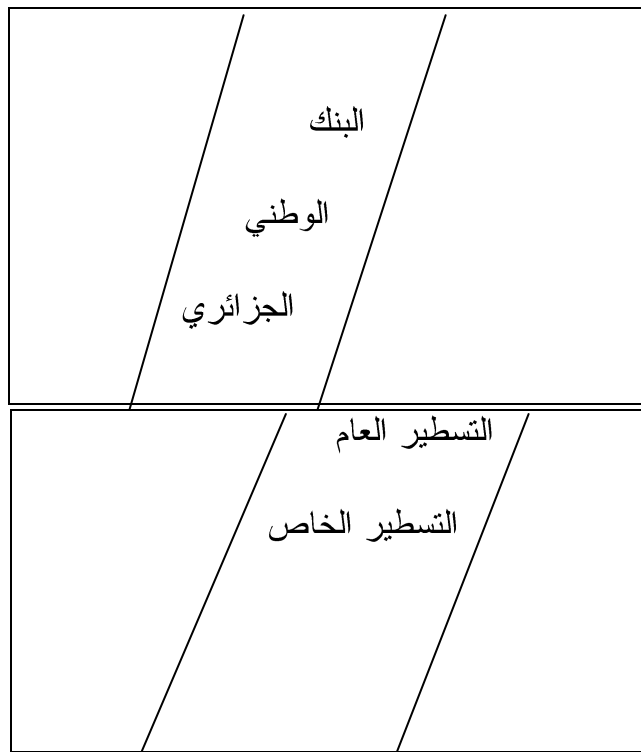 البنك
الوطني
الجزائري
التسطير العام
التسطير الخاص